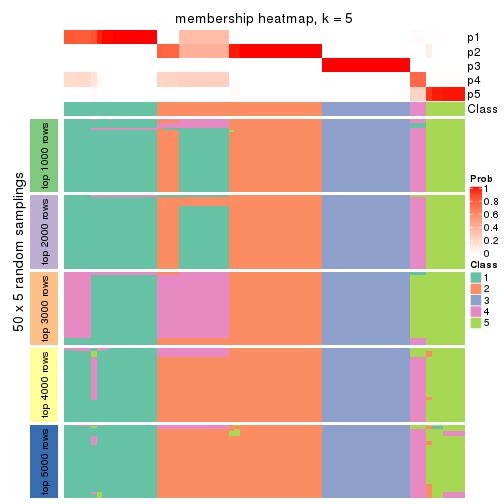 membership heatmap, k = 5
p1
p2
p3
p4
p5
Class
50 x 5 random samplings
top 1000 rows
top 2000 rows
top 3000 rows
top 4000 rows
top 5000 rows
Prob
1
0.8
0.6
0.4
0.2
0
Class
1
2
3
4
5